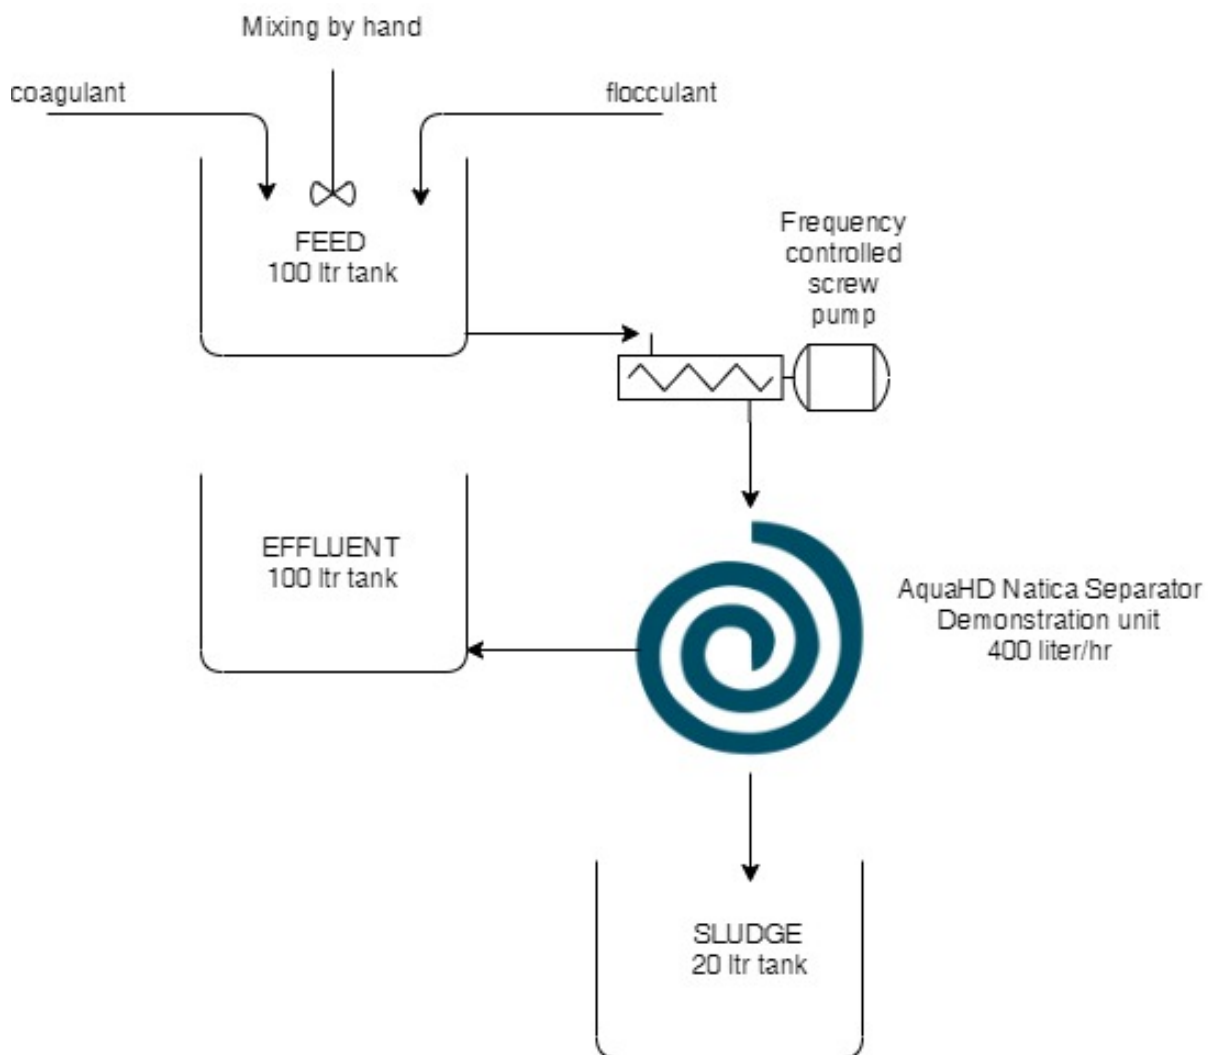 Mixing by hand
coagulant
flocculant
FEED
100 ltr tank
Frequency
controlled
screw
pump
EFFLUENT
100 ltr tank
AquaHD Natica Separator
Demonstration unit
400 liter/hr
SLUDGE
20 ltr tank